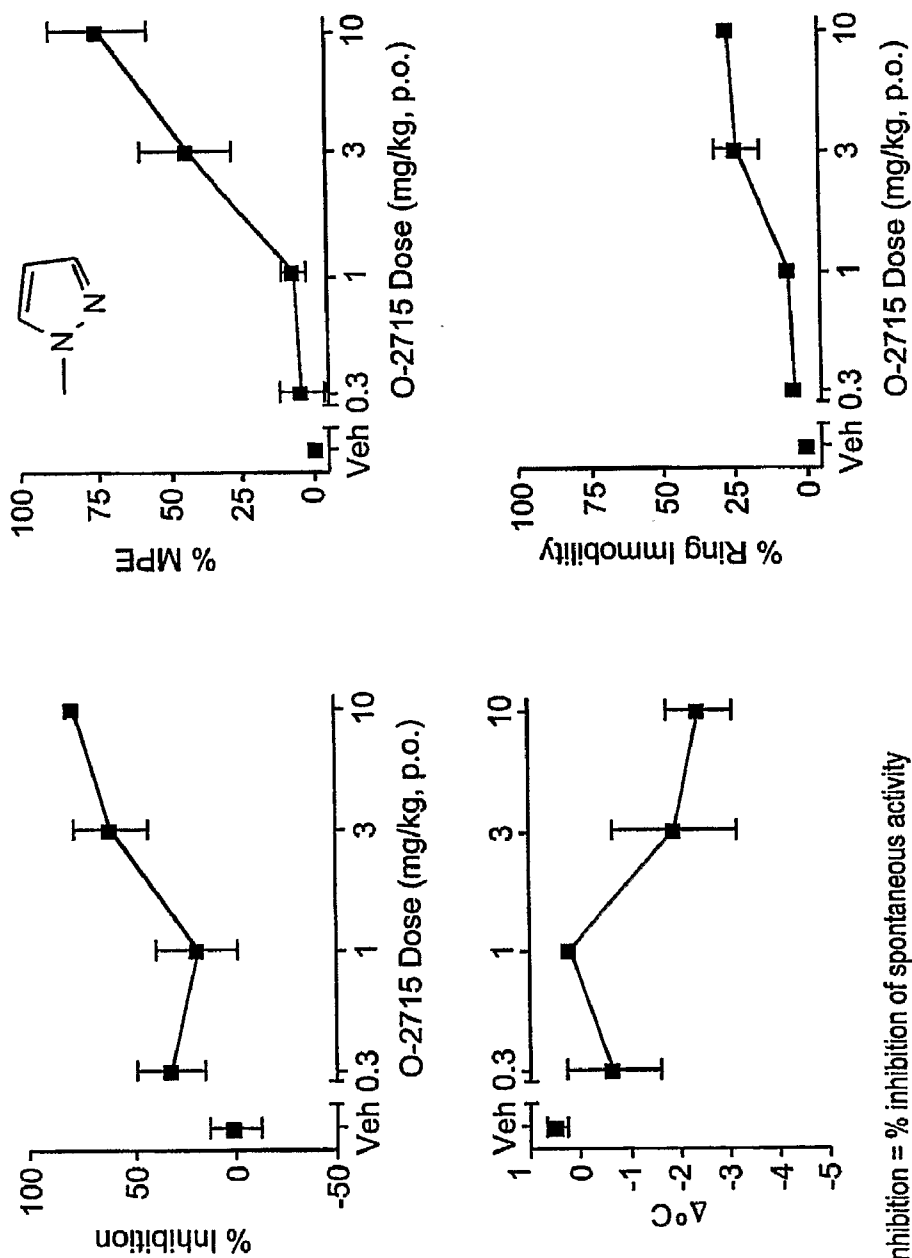 % Inhibition
100
50
0
-50
Veh 0.3 1 3 10
O-2715 Dose (mg/kg, p.o.)
% MPE
100
75
50
25
0
N
N
Veh 0.3 1 3 10
O-2715 Dose (mg/kg, p.o.)
Δ°C
1
0
-1
-2
-3
-4
-5
Veh 0.3 1 3 10
% Ring Immobility
100
75
50
25
0
Veh 0.3 1 3 10
O-2715 Dose (mg/kg, p.o.)
nhibition = % inhibition of spontaneous activity